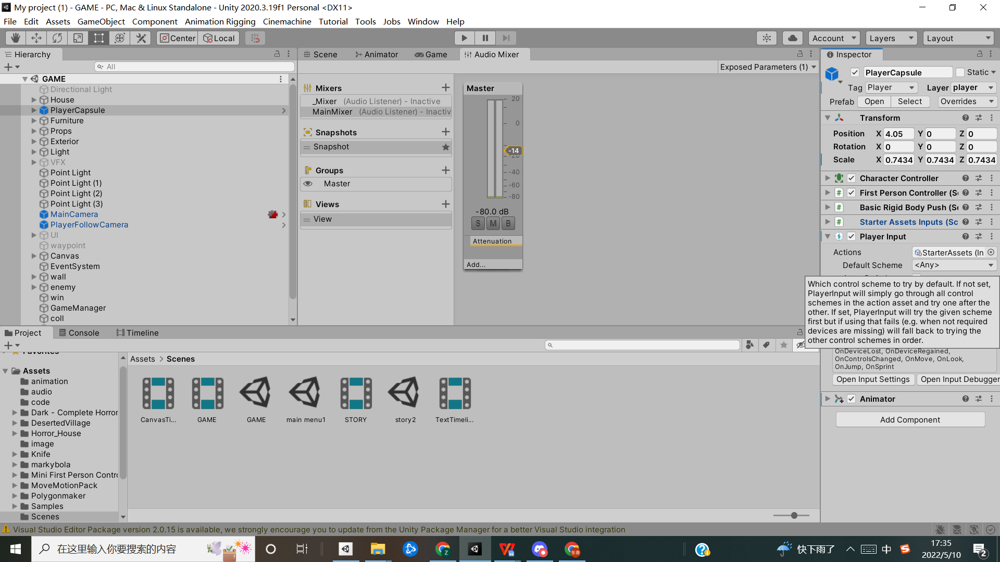 My project (1) - GAME - PC, Mac & Linux Standalone - Unity 2020.3.19f1 Personal <DX11>
File Edit Assets GameObject Component Animation Rigging Cinemachine Tutorial Tools Jobs Window Help
Center Local Account Layers Layout
Hierarchy
All
GAME
Directional Light
House
PlayerCapsule
Furniture
Props
Exterior
Light
VFX
Point Light
Point Light (1)
Point Light (2)
Point Light (3)
MainCamera
PlayerFollowCamera
UI
waypoint
Canvas
EventSystem
wall
enemy
win
GameManager
coll
Scene Animator Game Audio Mixer
Exposed Parameters (1)
Mixers
_Mixer (Audio Listener) - Inactive
MainMixer (Audio Listener) - Inactiv
Snapshots
Snapshot
Groups
Master
Views
View
Master
20
0
-14
-20
-40
-60
-80
-80.0 dB
S M B
Attenuation
Add...
Inspector
PlayerCapsule Static
Tag Player Layer player
Prefab Open Select Overrides
Transform
Position X 4.05 Y 0 Z 0
Rotation X 0 Y 0 Z 0
Scale X 0.7434 Y 0.7434 Z 0.7434
Character Controller
First Person Controller (Sc
Basic Rigid Body Push (Sc
Starter Assets Inputs (Sc
Player Input
Actions StarterAssets (In
Default Scheme <Any>
Which control scheme to try by default. If not set,
PlayerInput will simply go through all control
schemes in the action asset and try one after the
other. If set, PlayerInput will try the given scheme
first but if using that fails (e.g. when not required
devices are missing) will fall back to trying the
other control schemes in order.
OnDeviceLost, OnDeviceRegained,
OnControlsChanged, OnMove, OnLook,
OnJump, OnSprint
Open Input Settings Open Input Debugger
Animator
Add Component
Project Console Timeline
Favorites
Assets
animation
audio
code
Dark - Complete Horror
DesertedVillage
Horror_House
image
Knife
markybola
Mini First Person Contro
MoveMotionPack
Polygonmaker
Samples
Scenes
Assets > Scenes
CanvasTi... GAME GAME main menu1 STORY story2 TextTimeli...
Visual Studio Editor Package version 2.0.15 is available, we strongly encourage you to update from the Unity Package Manager for a better Visual Studio integration
在这里输入你要搜索的内容
快下雨了
中
17:35
2022/5/10
2